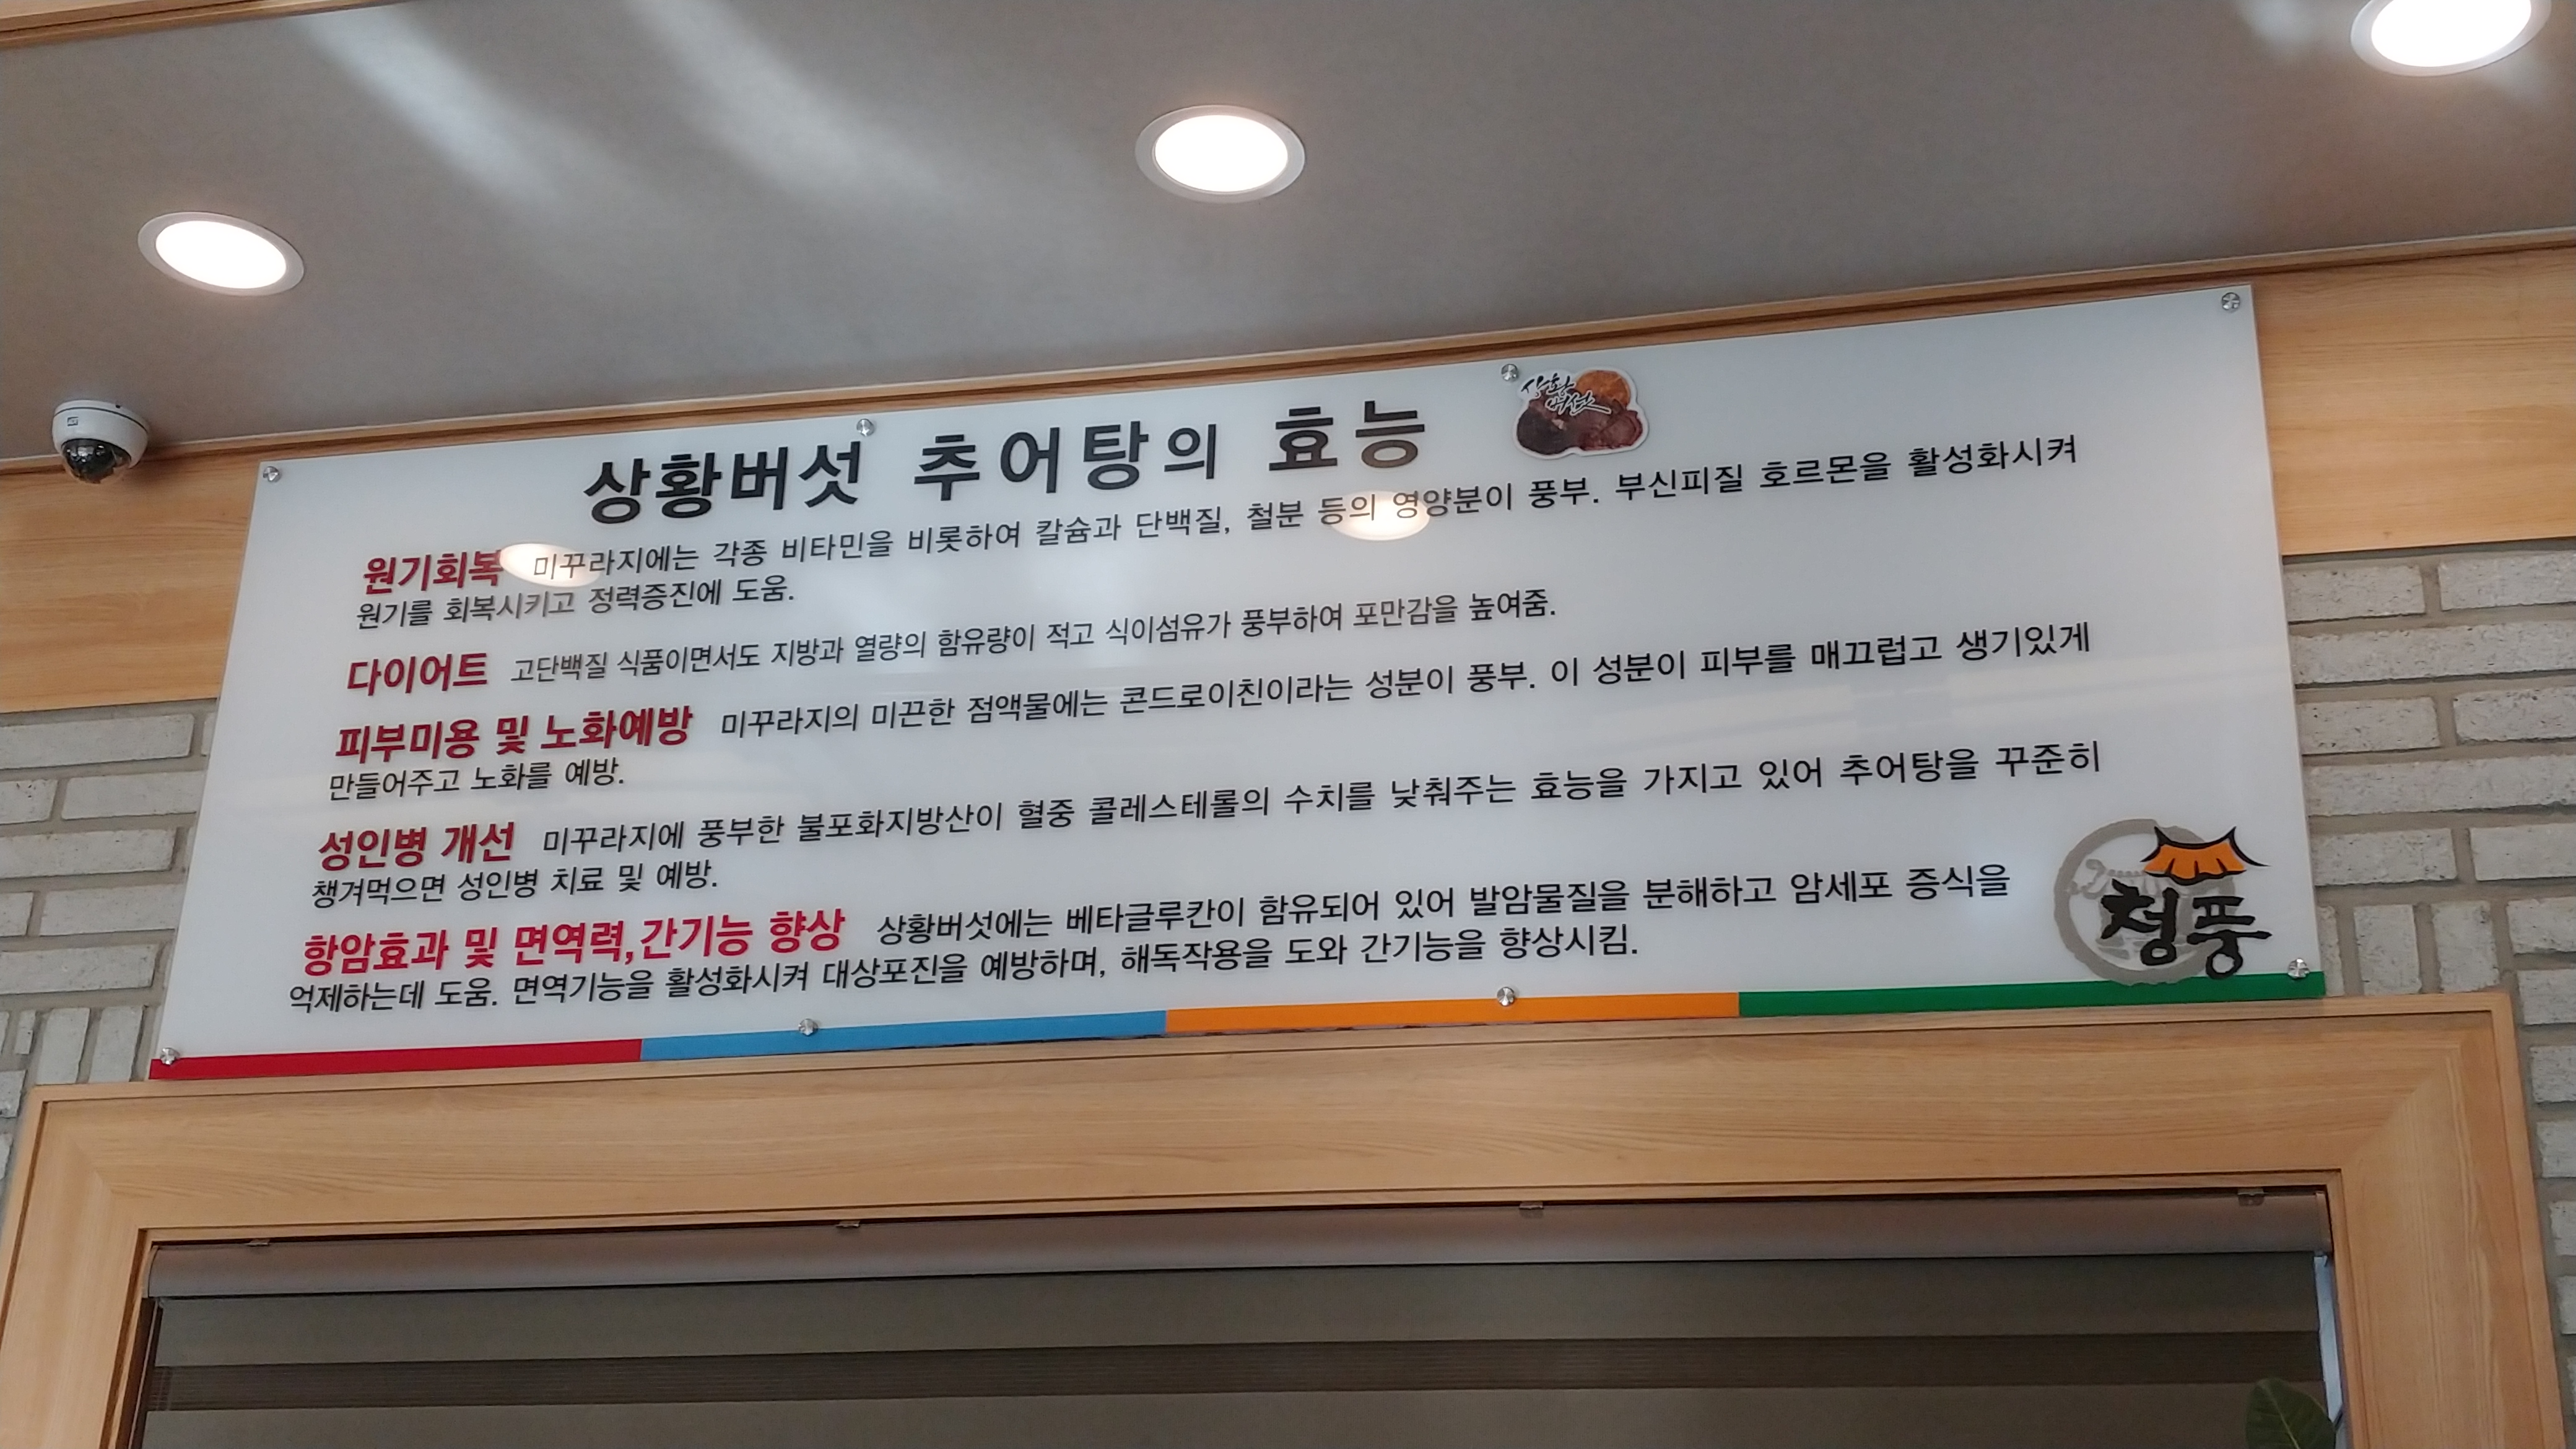 상황버섯 추어탕의 효능
상황
버섯
원기회복 미꾸라지에는 각종 비타민을 비롯하여 칼슘과 단백질, 철분 등의 영양분이 풍부. 부신피질 호르몬을 활성화시켜
원기를 회복시키고 정력증진에 도움.
다이어트 고단백질 식품이면서도 지방과 열량의 함유량이 적고 식이섬유가 풍부하여 포만감을 높여줌.
피부미용 및 노화예방 미꾸라지의 미끈한 점액물에는 콘드로이친이라는 성분이 풍부. 이 성분이 피부를 매끄럽고 생기있게
만들어주고 노화를 예방.
성인병 개선 미꾸라지에 풍부한 불포화지방산이 혈중 콜레스테롤의 수치를 낮춰주는 효능을 가지고 있어 추어탕을 꾸준히
챙겨먹으면 성인병 치료 및 예방.
항암효과 및 면역력,간기능 향상 상황버섯에는 베타글루칸이 함유되어 있어 발암물질을 분해하고 암세포 증식을
억제하는데 도움. 면역기능을 활성화시켜 대상포진을 예방하며, 해독작용을 도와 간기능을 향상시킴.
청풍